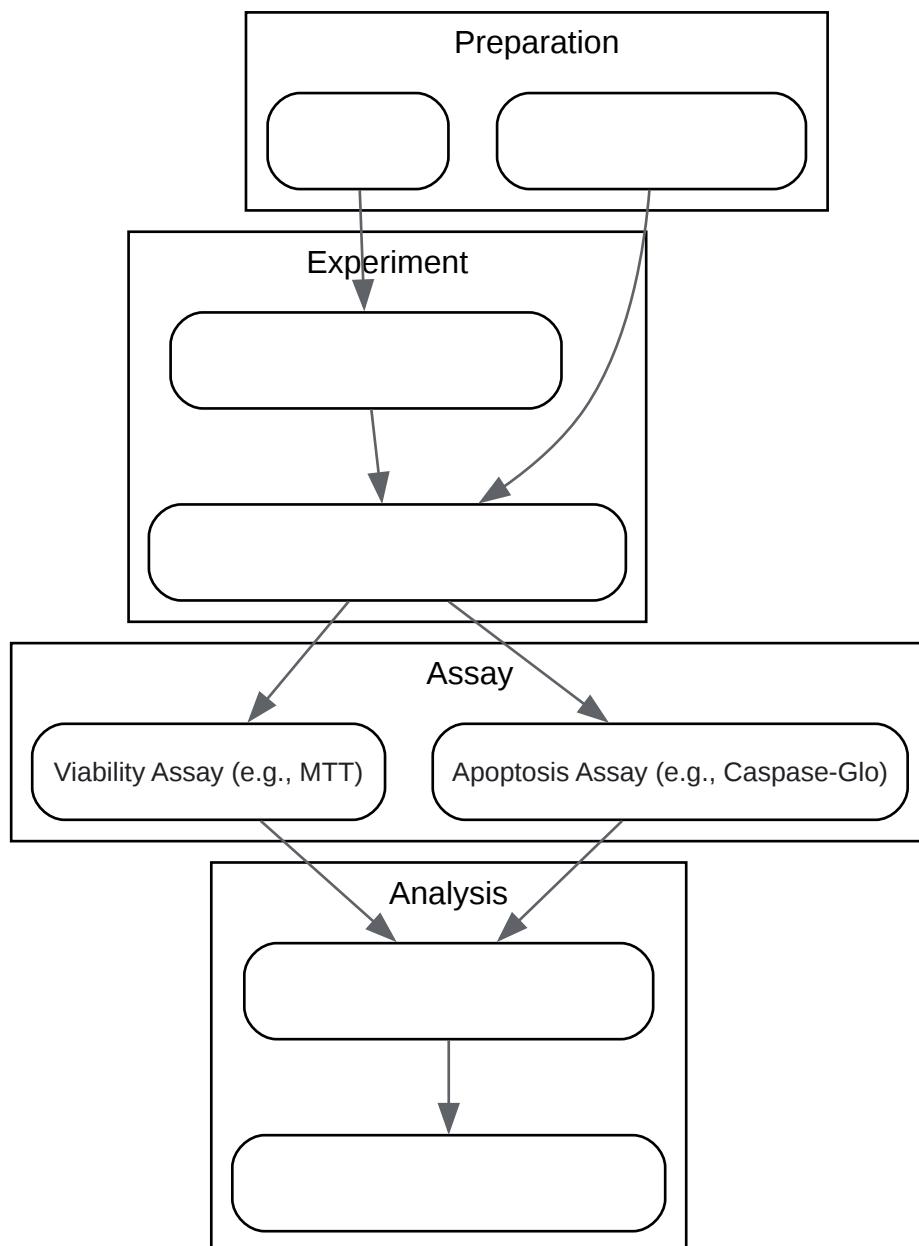 Preparation
Experiment
Assay
Viability Assay (e.g., MTT)
Apoptosis Assay (e.g., Caspase-Glo)
Analysis